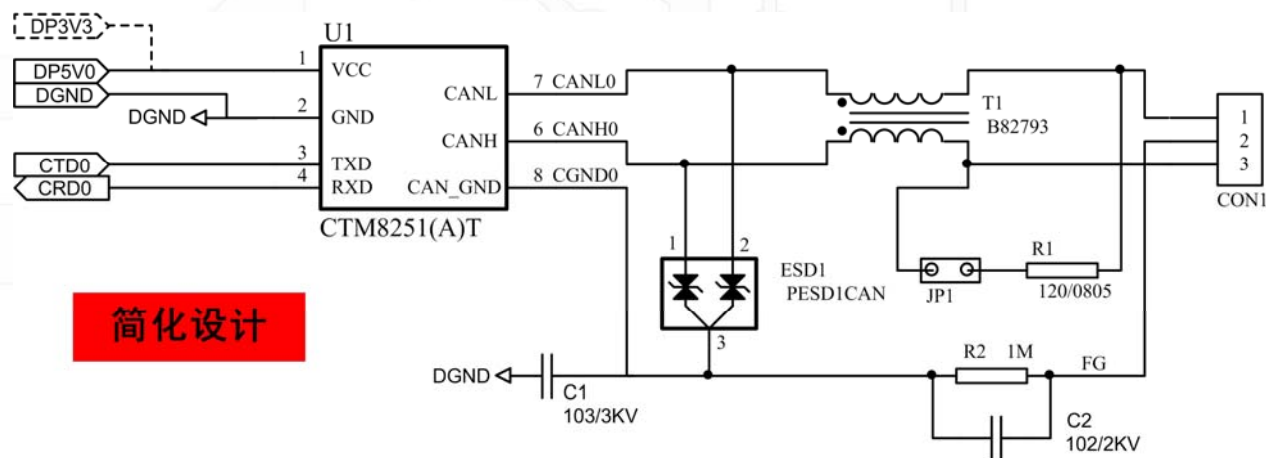 DP3V3
U1
DP5V0
1
VCC
DGND
CANL
7 CANL0
T1
B82793
DGND
2
GND
CANH
6 CANH0
CTD0
3
TXD
CRD0
4
RXD
CAN_GND
8 CGND0
CTM8251(A)T
1
2
3
CON1
1
2
ESD1
PESD1CAN
3
JP1
R1
120/0805
简化设计
DGND
C1
103/3KV
R2
1M
FG
C2
102/2KV